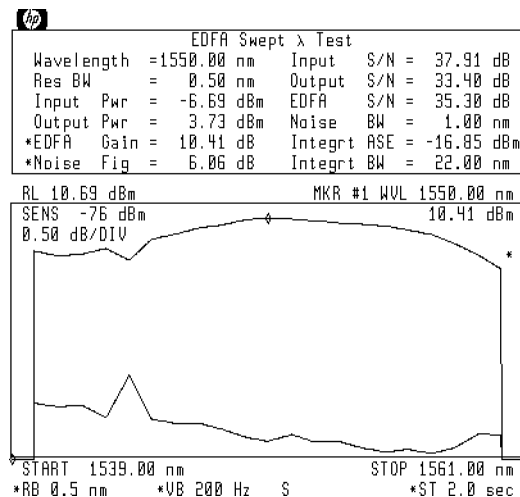 hp
EDFA Swept λ Test
Wavelength =1550.00 nm Input S/N = 37.91 dB
Res BW = 0.50 nm Output S/N = 33.40 dB
Input Pwr = -6.69 dBm EDFA S/N = 35.30 dB
Output Pwr = 3.73 dBm Noise BW = 1.00 nm
*EDFA Gain = 10.41 dB Integrt ASE = -16.85 dBm
*Noise Fig = 6.06 dB Integrt BW = 22.00 nm
RL 10.69 dBm MKR #1 WVL 1550.00 nm
SENS -76 dBm 10.41 dBm
0.50 dB/DIV
*
START 1539.00 nm STOP 1561.00 nm
*RB 0.5 nm *VB 200 Hz S *ST 2.0 sec